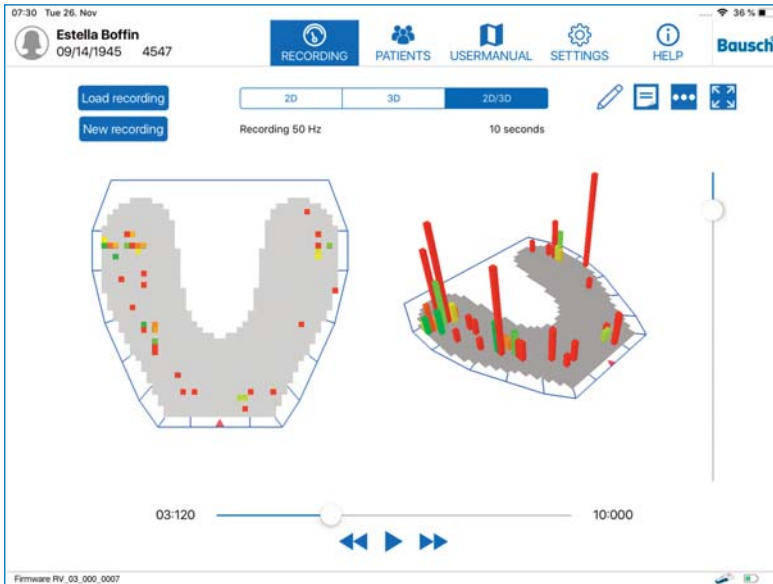 07:30 Tue 26. Nov
36 %
Estella Boffin
09/14/1945 4547
RECORDING
PATIENTS
USERMANUAL
SETTINGS
HELP
Bausch
Load recording
2D
3D
2D/3D
New recording
Recording 50 Hz
10 seconds
03:120
10:000
Firmware RV_03_000_0007